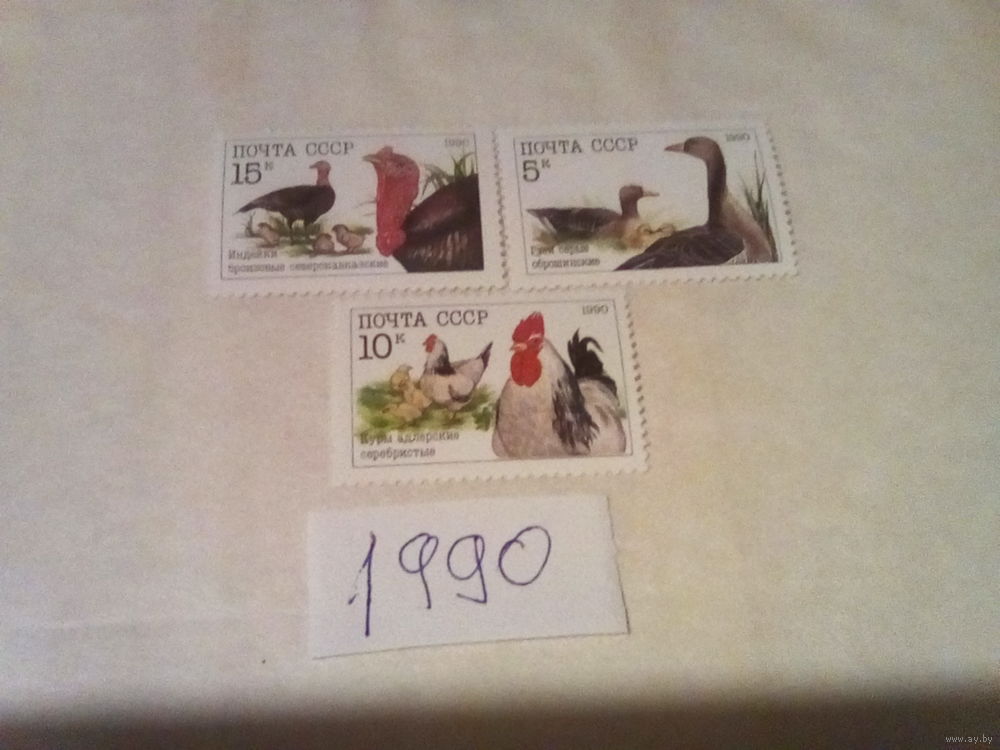 ПОЧТА СССР 1990
15к
Индейки
бронзовые северокавказские
ПОЧТА СССР 1990
5к
Гуси серые
оброшинские
ПОЧТА СССР 1990
10к
Куры адлерские
серебристые
1990
www.ay.by